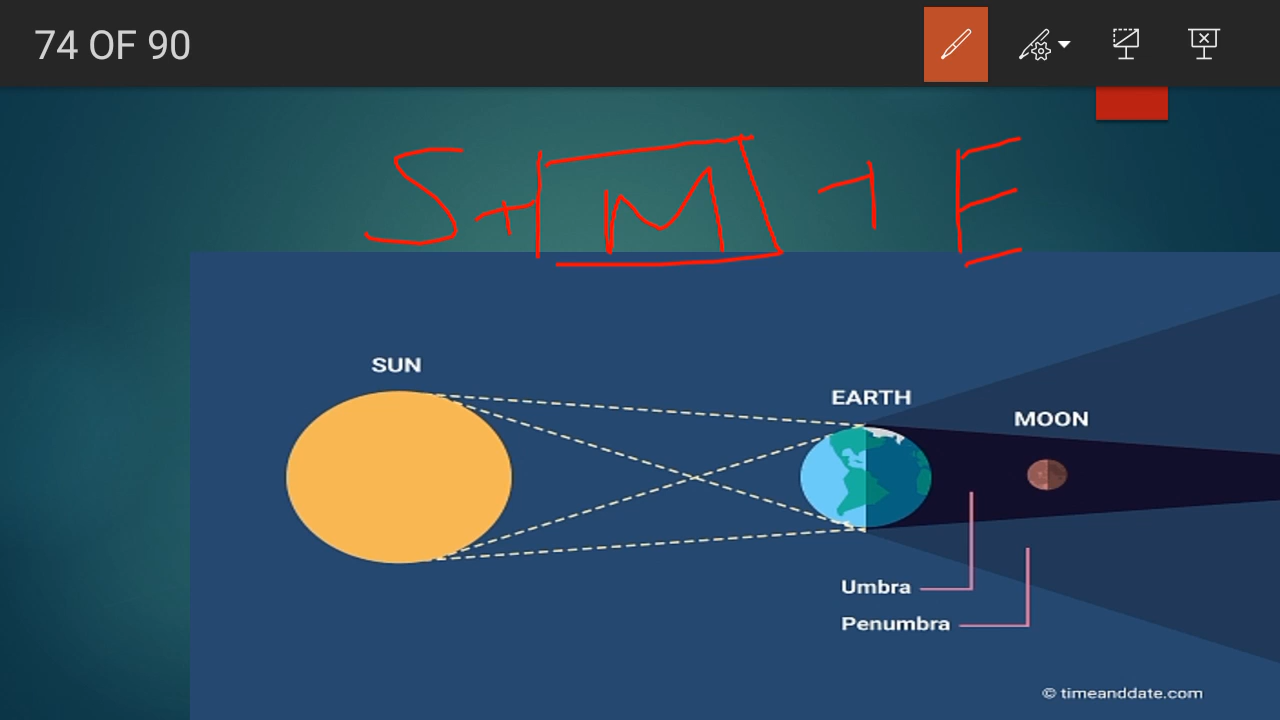 74 OF 90
S + M + E
SUN
EARTH
MOON
Umbra
Penumbra
© timeanddate.com